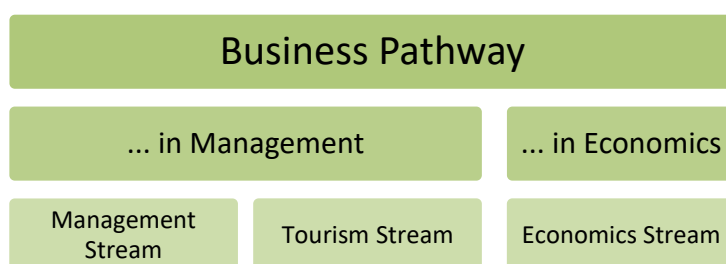 Business Pathway
... in Management
... in Economics
Management
Stream
Tourism Stream
Economics Stream